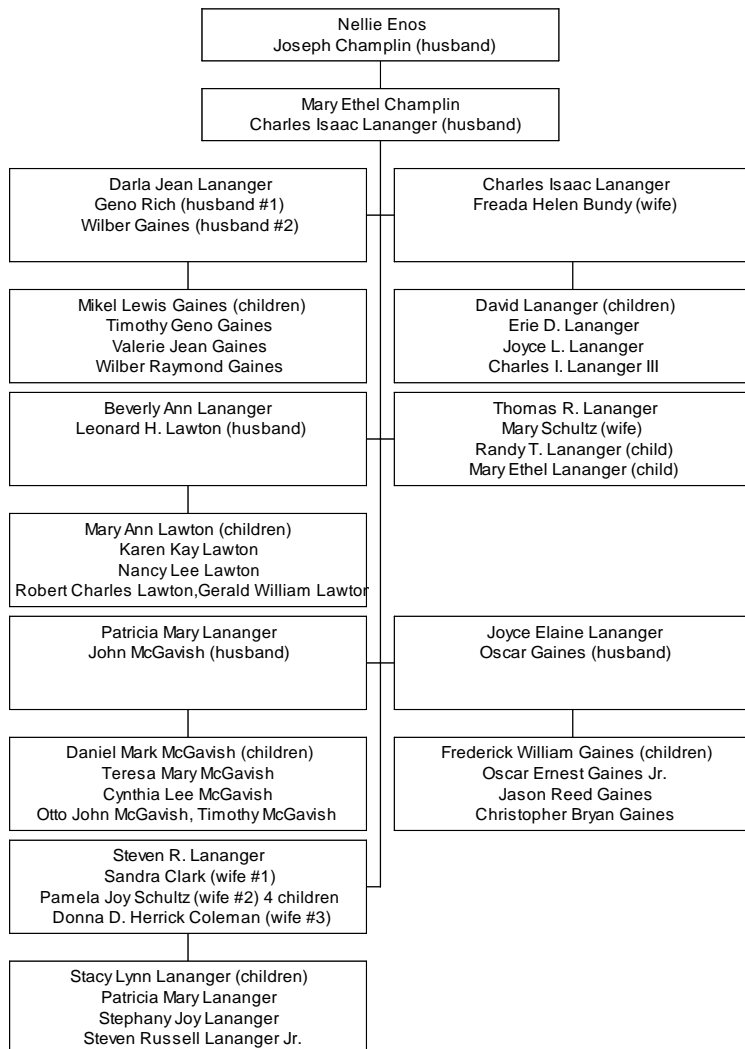 Nellie Enos
Joseph Champlin (husband)
Mary Ethel Champlin
Charles Isaac Lananger (husband)
Darla Jean Lananger
Geno Rich (husband #1)
Wilber Gaines (husband #2)
Charles Isaac Lananger
Freada Helen Bundy (wife)
Mikel Lewis Gaines (children)
Timothy Geno Gaines
Valerie Jean Gaines
Wilber Raymond Gaines
David Lananger (children)
Erie D. Lananger
Joyce L. Lananger
Charles I. Lananger III
Beverly Ann Lananger
Leonard H. Lawton (husband)
Thomas R. Lananger
Mary Schultz (wife)
Randy T. Lananger (child)
Mary Ethel Lananger (child)
Mary Ann Lawton (children)
Karen Kay Lawton
Nancy Lee Lawton
Robert Charles Lawton,Gerald William Lawton
Patricia Mary Lananger
John McGavish (husband)
Joyce Elaine Lananger
Oscar Gaines (husband)
Daniel Mark McGavish (children)
Teresa Mary McGavish
Cynthia Lee McGavish
Otto John McGavish, Timothy McGavish
Frederick William Gaines (children)
Oscar Ernest Gaines Jr.
Jason Reed Gaines
Christopher Bryan Gaines
Steven R. Lananger
Sandra Clark (wife #1)
Pamela Joy Schultz (wife #2) 4 children
Donna D. Herrick Coleman (wife #3)
Stacy Lynn Lananger (children)
Patricia Mary Lananger
Stephany Joy Lananger
Steven Russell Lananger Jr.